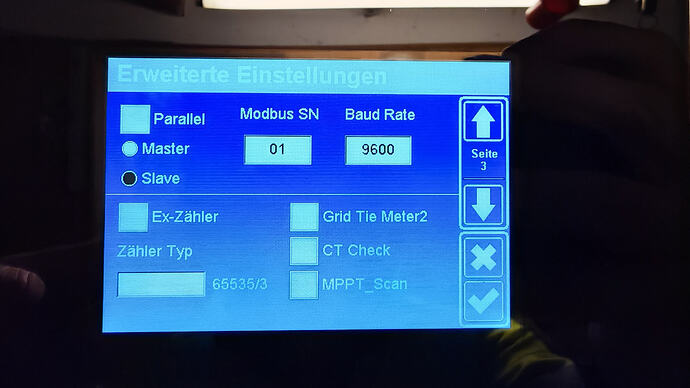 Erweiterte Einstellungen
Parallel
Modbus SN
Baud Rate
01
9600
Master
Slave
Seite
3
Ex-Zähler
Grid Tie Meter2
Zähler Typ
CT Check
65535/3
MPPT_Scan